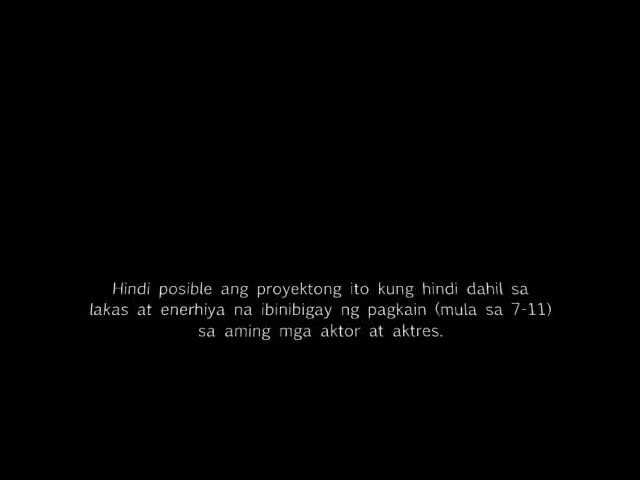 Hindi posible ang proyektong ito kung hindi dahil sa
lakas at enerhiya na ibinibigay ng pagkain (mula sa 7-11)
sa aming mga aktor at aktres.